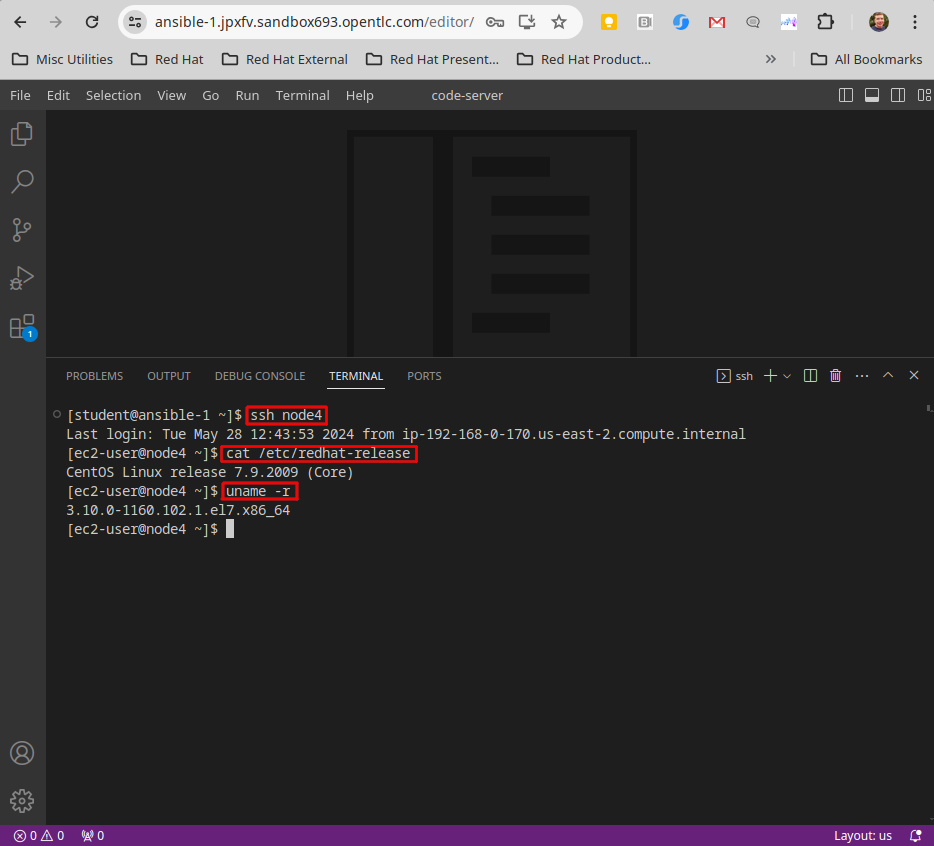 ansible-1.jpxfv.sandbox693.opentlc.com/editor/
Misc Utilities Red Hat Red Hat External Red Hat Present... Red Hat Product... » All Bookmarks
File Edit Selection View Go Run Terminal Help code-server
1
PROBLEMS OUTPUT DEBUG CONSOLE TERMINAL PORTS ssh
[student@ansible-1 ~]$ ssh node4
Last login: Tue May 28 12:43:53 2024 from ip-192-168-0-170.us-east-2.compute.internal
[ec2-user@node4 ~]$ cat /etc/redhat-release
CentOS Linux release 7.9.2009 (Core)
[ec2-user@node4 ~]$ uname -r
3.10.0-1160.102.1.el7.x86_64
[ec2-user@node4 ~]$
0 0 0 Layout: us